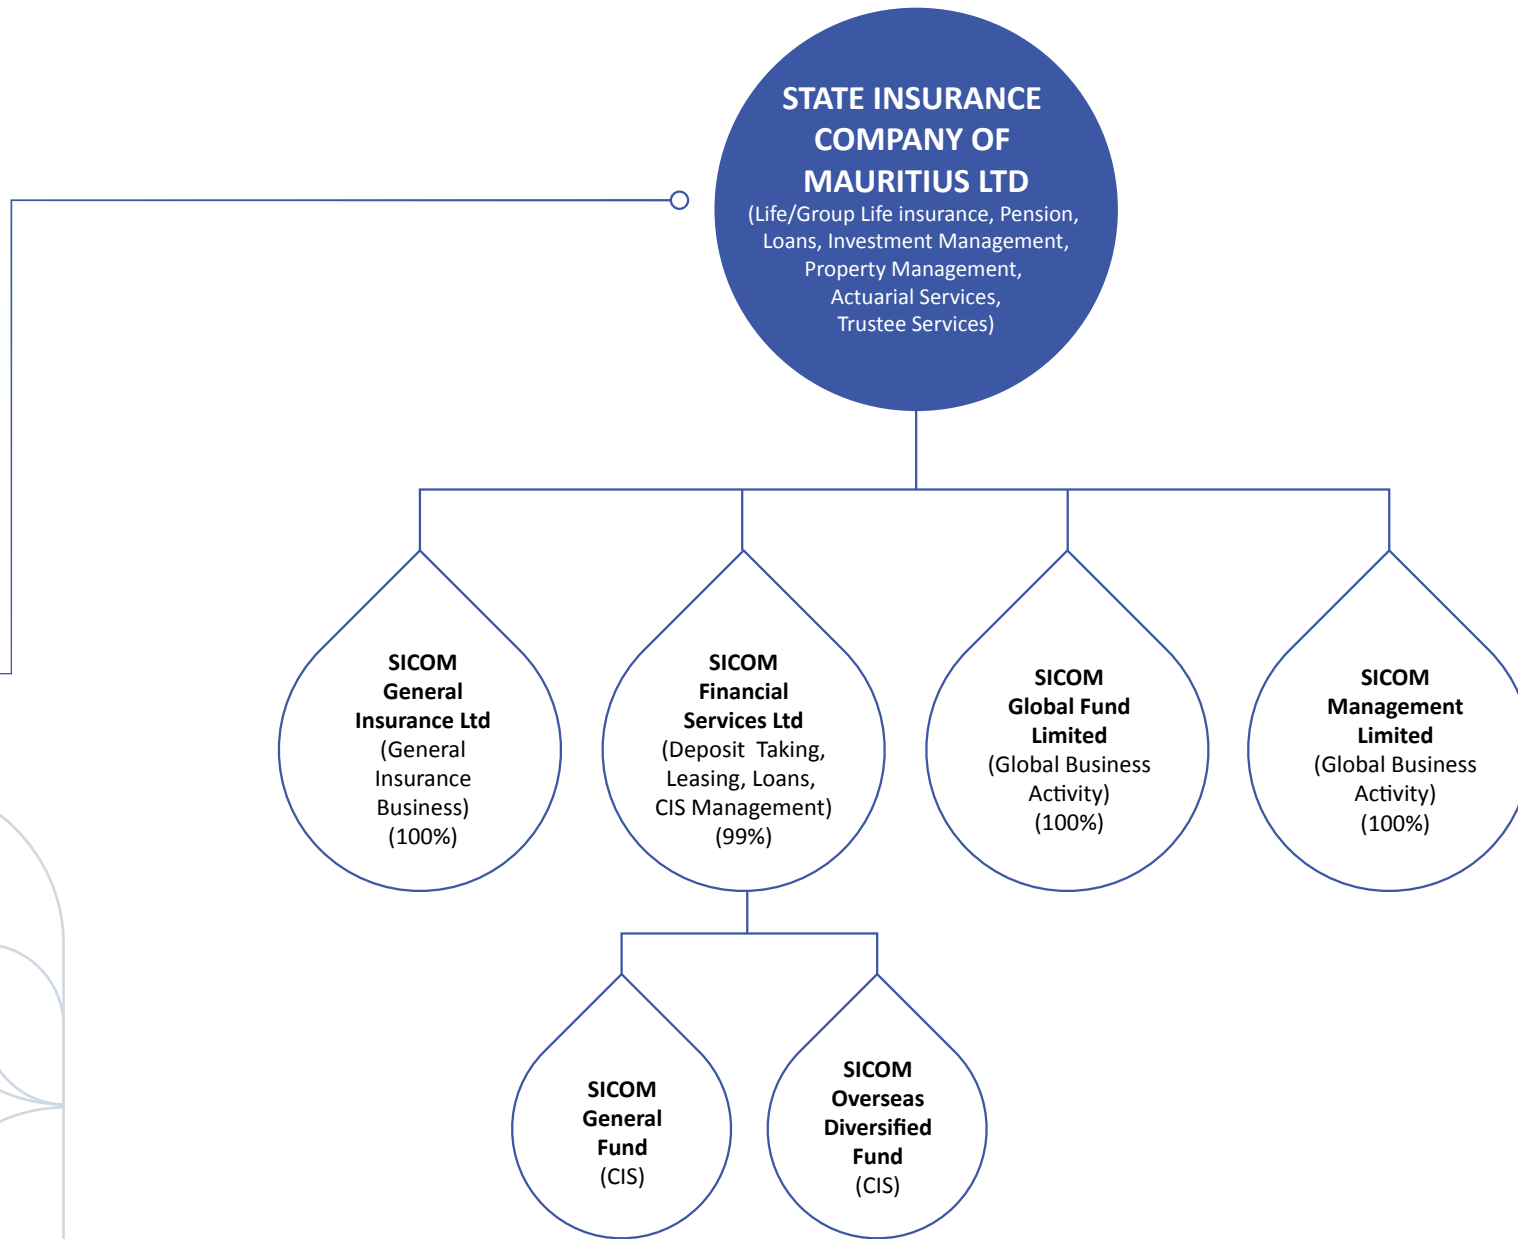 STATE INSURANCE
COMPANY OF
MAURITIUS LTD
(Life/Group Life insurance, Pension,
Loans, Investment Management,
Property Management,
Actuarial Services,
Trustee Services)
SICOM
General
Insurance Ltd
(General
Insurance
Business)
(100%)
SICOM
Financial
Services Ltd
(Deposit Taking,
Leasing, Loans,
CIS Management)
(99%)
SICOM
Global Fund
Limited
(Global Business
Activity)
(100%)
SICOM
Management
Limited
(Global Business
Activity)
(100%)
SICOM
General
Fund
(CIS)
SICOM
Overseas
Diversified
Fund
(CIS)